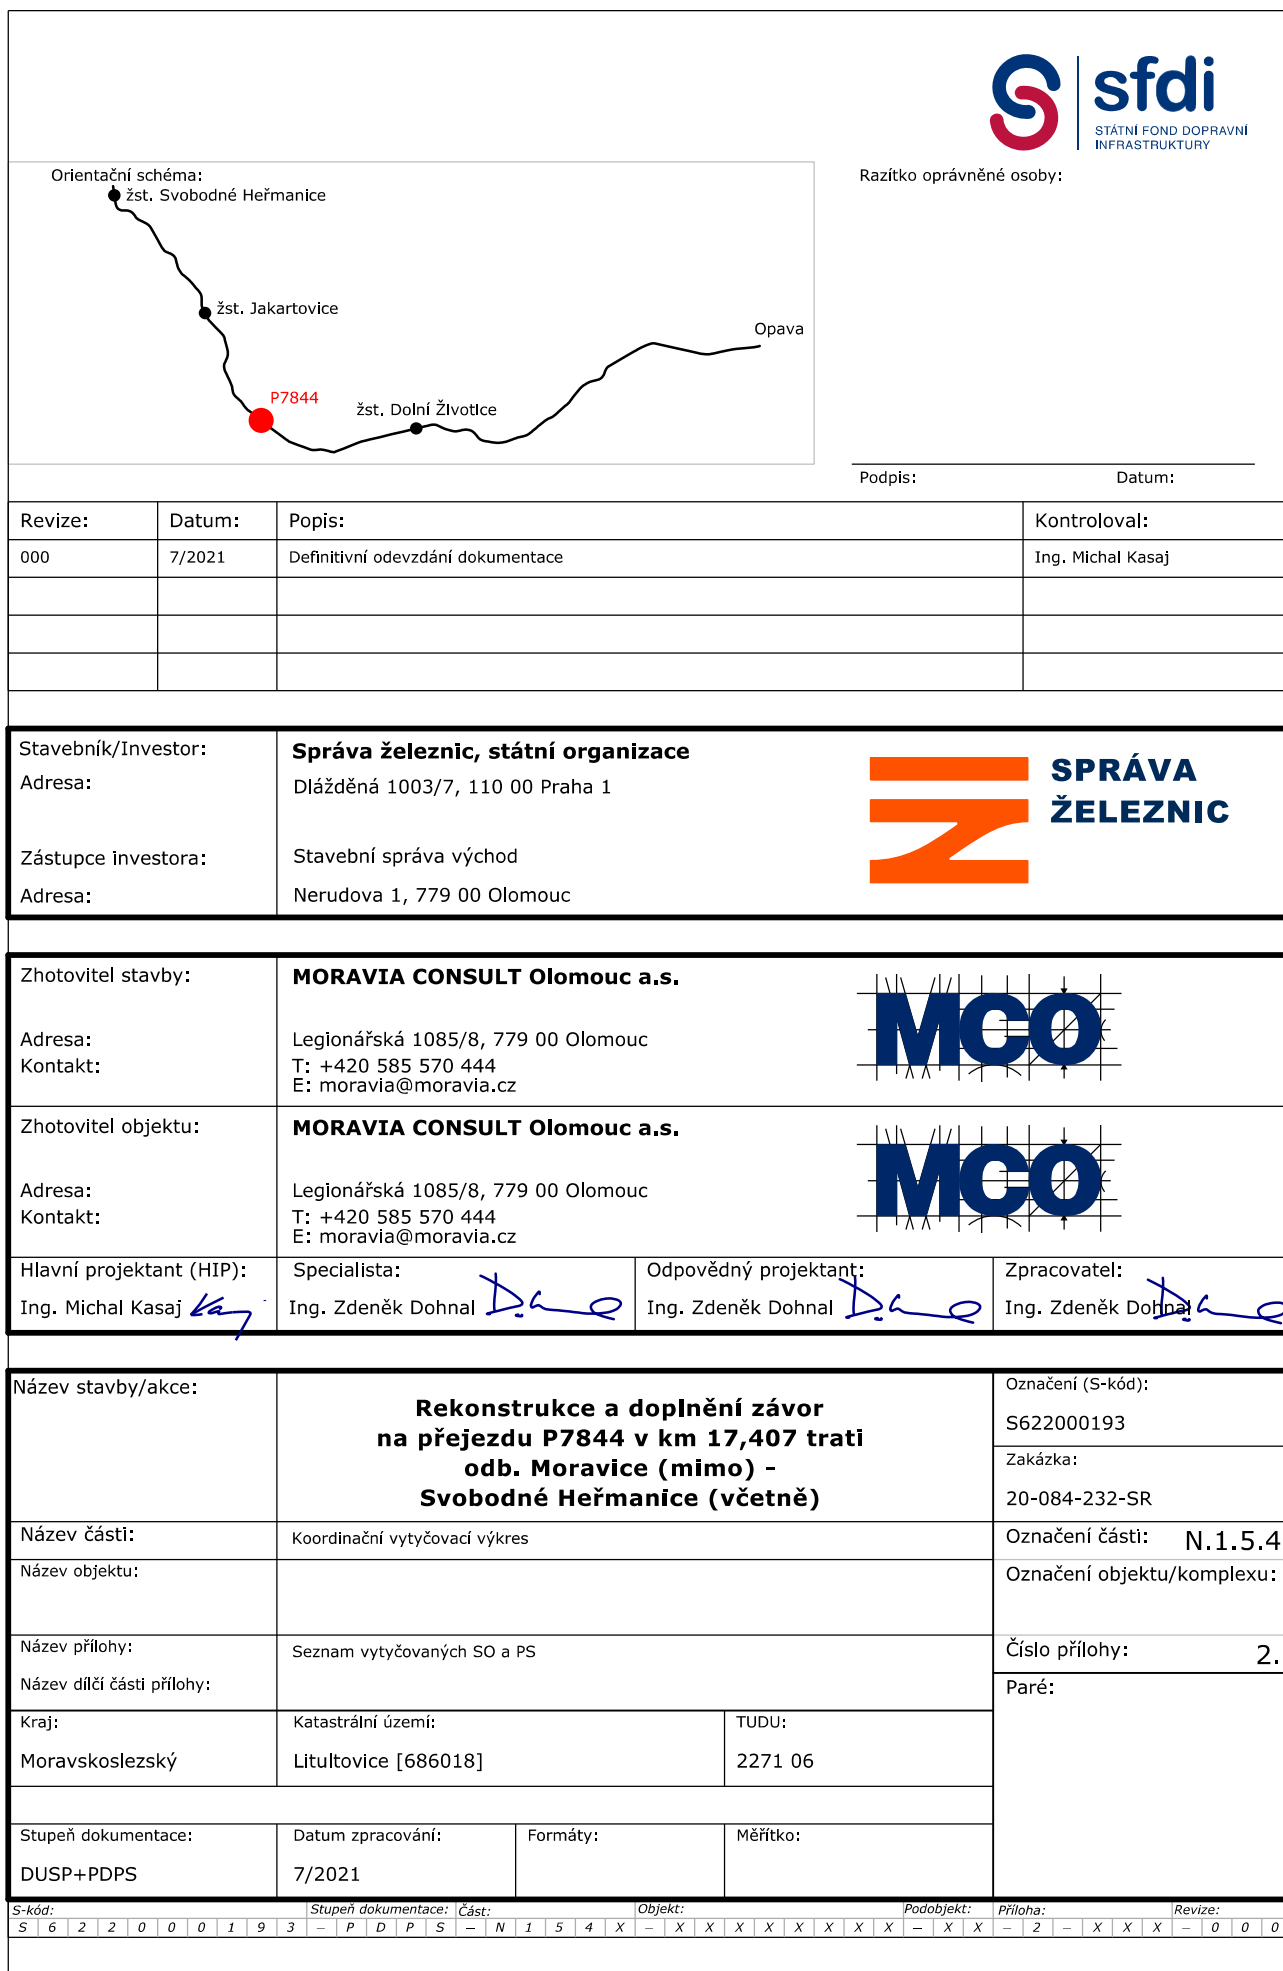 sfdi
STÁTNÍ FOND DOPRAVNÍ
INFRASTRUKTURY
Orientační schéma:
Razítko oprávněné osoby:
žst. Svobodné Heřmanice
žst. Jakartovice
Opava
P7844
žst. Dolní Životice
Podpis: Datum:
Revize: Datum: Popis: Kontroloval:
000 7/2021 Definitivní odevzdání dokumentace Ing. Michal Kasaj
Stavebník/Investor: Správa železnic, státní organizace
Adresa: Dlážděná 1003/7, 110 00 Praha 1
SPRÁVA
ŽELEZNIC
Zástupce investora: Stavební správa východ
Adresa: Nerudova 1, 779 00 Olomouc
Zhotovitel stavby: MORAVIA CONSULT Olomouc a.s.
MCO
Adresa: Legionářská 1085/8, 779 00 Olomouc
Kontakt: T: +420 585 570 444
E: moravia@moravia.cz
Zhotovitel objektu: MORAVIA CONSULT Olomouc a.s.
MCO
Adresa: Legionářská 1085/8, 779 00 Olomouc
Kontakt: T: +420 585 570 444
E: moravia@moravia.cz
Hlavní projektant (HIP): Specialista: Odpovědný projektant: Zpracovatel:
Ing. Michal Kasaj Ing. Zdeněk Dohnal Ing. Zdeněk Dohnal Ing. Zdeněk Dohnal
Název stavby/akce:
Rekonstrukce a doplnění závor
na přejezdu P7844 v km 17,407 trati
odb. Moravice (mimo) -
Svobodné Heřmanice (včetně)
Označení (S-kód):
S622000193
Zakázka:
20-084-232-SR
Název části: Koordinační vytyčovací výkres Označení části: N.1.5.4
Název objektu: Označení objektu/komplexu:
Název přílohy: Seznam vytyčovaných SO a PS Číslo přílohy: 2.
Název dílčí části přílohy: Paré:
Kraj: Katastrální území: TUDU:
Moravskoslezský Litultovice [686018] 2271 06
Stupeň dokumentace: Datum zpracování: Formáty: Měřítko:
DUSP+PDPS 7/2021
S-kód: Stupeň dokumentace: Část: Objekt: Podobjekt: Příloha: Revize:
S 6 2 2 0 0 0 1 9 3 – P D P S – N 1 5 4 X – X X X X X X X X – X X – 2 – X X X – 0 0 0